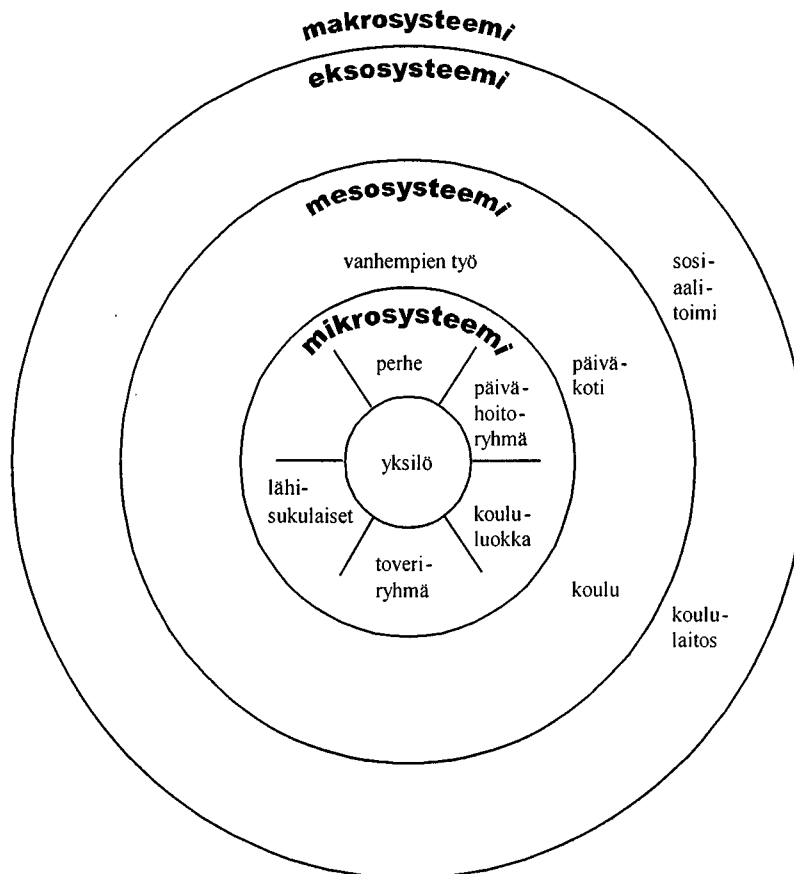 makrosysteemi
eksosysteemi
mesosysteemi
vanhempien työ
sosi-
aali-
toimi
mikrosysteemi
perhe
päivä-
koti
päivä-
hoito-
ryhmä
yksilö
lähi-
sukulaiset
koulu-
luokka
toveri-
ryhmä
koulu
koulu-
laitos